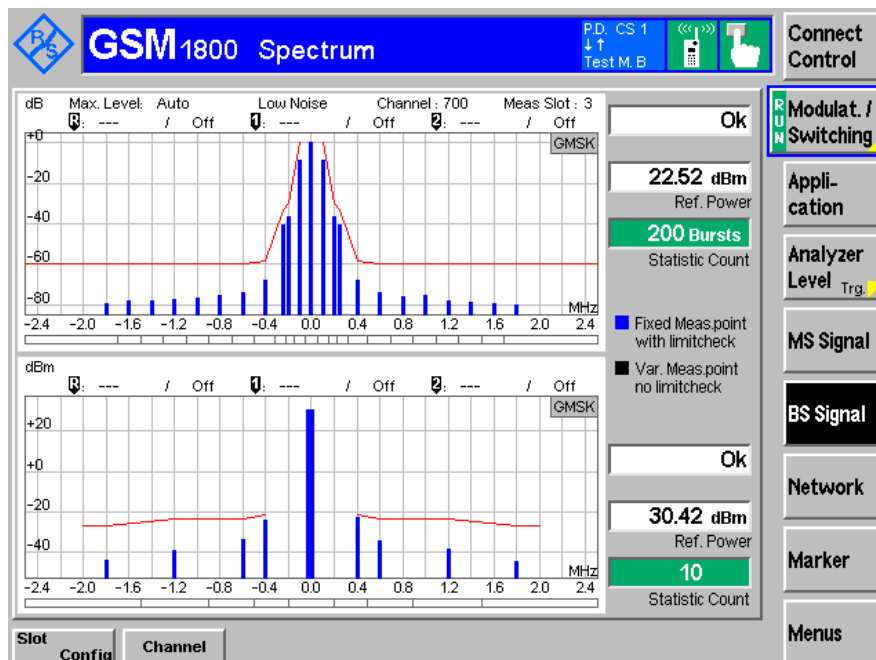 R S
GSM 1800 Spectrum
P.D. CS 1
Test M. B
Connect
Control
dB Max. Level: Auto Low Noise Channel : 700 Meas Slot : 3
R: --- / Off 1: --- / Off 2: --- / Off
GMSK
+0
-20
-40
-60
-80
MHz
-2.4 -2.0 -1.6 -1.2 -0.8 -0.4 0.0 0.4 0.8 1.2 1.6 2.0 2.4
Ok
22.52 dBm
Ref. Power
200 Bursts
Statistic Count
Fixed Meas.point
with limitcheck
Var. Meas.point
no limitcheck
dBm
R: --- / Off 1: --- / Off 2: --- / Off
GMSK
+20
+0
-20
-40
MHz
-2.4 -2.0 -1.6 -1.2 -0.8 -0.4 0.0 0.4 0.8 1.2 1.6 2.0 2.4
Ok
30.42 dBm
Ref. Power
10
Statistic Count
RUN
Modulat. /
Switching
Appli-
cation
Analyzer
Level Trg.
MS Signal
BS Signal
Network
Marker
Menus
Slot
Config
Channel